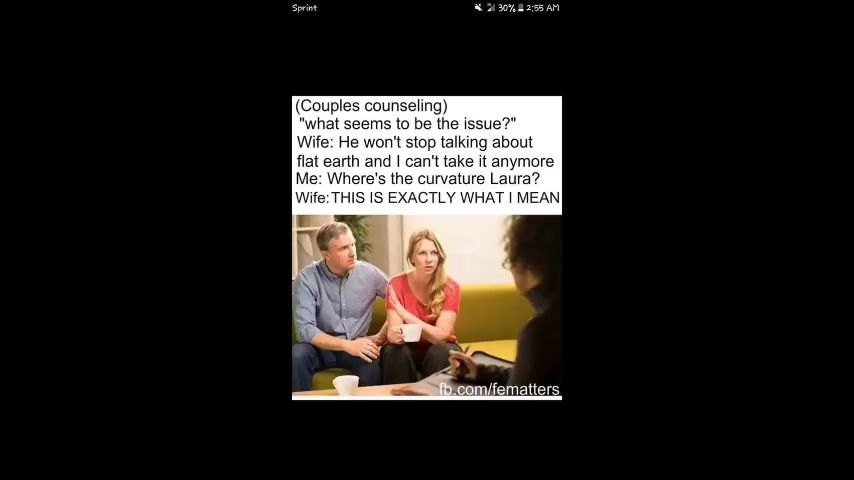 Sprint 30% 2:55 AM
(Couples counseling)
"what seems to be the issue?"
Wife: He won't stop talking about
flat earth and I can't take it anymore
Me: Where's the curvature Laura?
Wife: THIS IS EXACTLY WHAT I MEAN
fb.com/fematters